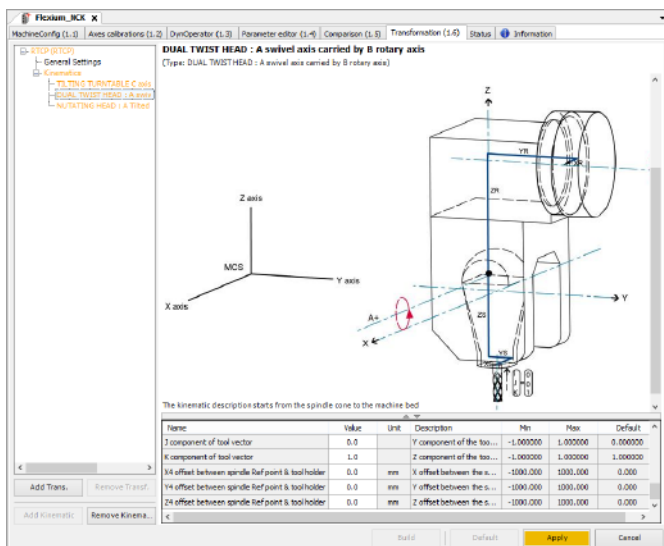 Flexium_NCK X
MachineConfig (1.1) Axes calibrations (1.2) DymOperator (1.3) Parameter editor (1.4) Comparison (1.5) Transformation (1.6) Status Information
RTCP (RTCP)
General Settings
Kinematics
TILTING TURNTABLE C axis
DUAL TWIST HEAD : A swiv
NUTATING HEAD : A Tilted
DUAL TWIST HEAD : A swivel axis carried by B rotary axis
(Type: DUAL TWIST HEAD : A swivel axis carried by B rotary axis)
Z
YR
XR
ZR
Z axis
MCS
Y axis
X axis
Y
A+
ZS
X
YS
The kinematic description starts from the spindle cone to the machine bed
Name Value Unit Description Min Max Default
J component of tool vector 0.0 Y component of the too... -1.000000 1.000000 0.000000
K component of tool vector 1.0 Z component of the too... -1.000000 1.000000 1.000000
X4 offset between spindle Ref point & tool holder 0.0 mm X offset between the s... -1000.000 1000.000 0.000
Y4 offset between spindle Ref point & tool holder 0.0 mm Y offset between the s... -1000.000 1000.000 0.000
Z4 offset between spindle Ref point & tool holder 0.0 mm Z offset between the s... -1000.000 1000.000 0.000
Add Trans. Remove Transf.
Add Kinematic Remove Kinema...
Build Default Apply Cancel